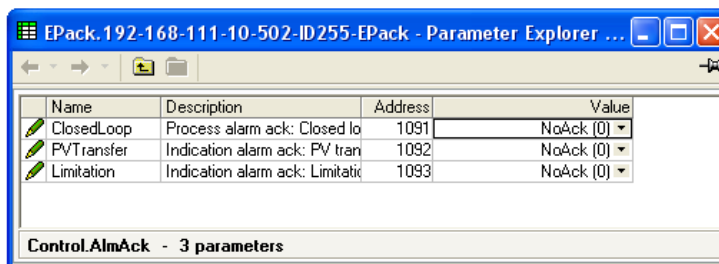 EPack.192-168-111-10-502-ID255-EPack - Parameter Explorer ...
Name Description Address Value
ClosedLoop Process alarm ack: Closed lo 1091 NoAck (0)
PVTransfer Indication alarm ack: PV tran 1092 NoAck (0)
Limitation Indication alarm ack: Limitatic 1093 NoAck (0)
Control.AlmAck - 3 parameters